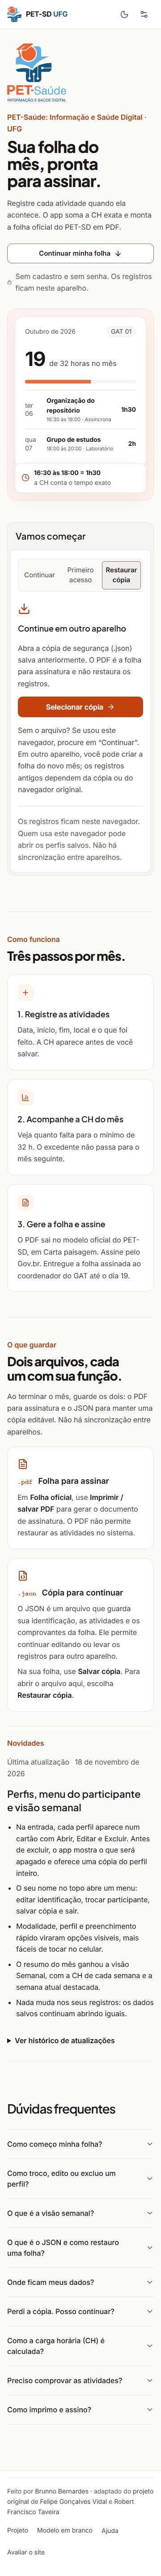 PET-SD UFG
PET-Saúde
INFORMAÇÃO E SAÚDE DIGITAL
PET-Saúde: Informação e Saúde Digital ·
UFG
Sua folha do
mês, pronta
para assinar.
Registre cada atividade quando ela
acontece. O app soma a CH exata e monta
a folha oficial do PET-SD em PDF.
Continuar minha folha
Sem cadastro e sem senha. Os registros
ficam neste aparelho.
Outubro de 2026
GAT 01
19 de 32 horas no mês
ter
06
Organização do
repositório
16:30 às 18:00 · Assíncrona
1h30
qua
07
Grupo de estudos
18:00 às 20:00 · Laboratório
2h
16:30 às 18:00 = 1h30
a CH conta o tempo exato
Vamos começar
Continuar
Primeiro
acesso
Restaurar
cópia
Continue em outro aparelho
Abra a cópia de segurança (.json)
salva anteriormente. O PDF é a folha
para assinatura e não restaura os
registros.
Selecionar cópia
Sem o arquivo? Se usou este
navegador, procure em “Continuar”.
Em outro aparelho, você pode criar a
folha do novo mês; os registros
antigos dependem da cópia ou do
navegador original.
Os registros ficam neste navegador.
Quem usa este navegador pode
abrir os perfis salvos. Não há
sincronização entre aparelhos.
Como funciona
Três passos por mês.
1. Registre as atividades
Data, início, fim, local e o que foi
feito. A CH aparece antes de você
salvar.
2. Acompanhe a CH do mês
Veja quanto falta para o mínimo de
32 h. O excedente não passa para o
mês seguinte.
3. Gere a folha e assine
O PDF sai no modelo oficial do PET-
SD, em Carta paisagem. Assine pelo
Gov.br. Entregue a folha assinada ao
coordenador do GAT até o dia 19.
O que guardar
Dois arquivos, cada
um com sua função.
Ao terminar o mês, guarde os dois: o PDF
para assinatura e o JSON para manter uma
cópia editável. Não há sincronização entre
aparelhos.
.pdf Folha para assinar
Em Folha oficial, use Imprimir /
salvar PDF para gerar o documento
de assinatura. O PDF não permite
restaurar as atividades no sistema.
.json Cópia para continuar
O JSON é um arquivo que guarda
sua identificação, as atividades e os
comprovantes da folha. Ele permite
continuar editando ou levar os
registros para outro aparelho.
Na sua folha, use Salvar cópia. Para
abrir o arquivo aqui, escolha
Restaurar cópia.
Novidades
Última atualização 18 de novembro de
2026
Perfis, menu do participante
e visão semanal
Na entrada, cada perfil aparece num
cartão com Abrir, Editar e Excluir. Antes
de excluir, o app mostra o que será
apagado e oferece uma cópia do perfil
inteiro.
O seu nome no topo abre um menu:
editar identificação, trocar participante,
salvar cópia e sair.
Modalidade, perfil e preenchimento
rápido viraram opções visíveis, mais
fáceis de tocar no celular.
O resumo do mês ganhou a visão
Semanal, com a CH de cada semana e a
semana atual destacada.
Nada muda nos seus registros: os dados
salvos continuam abrindo iguais.
Ver histórico de atualizações
Dúvidas frequentes
Como começo minha folha?
Como troco, edito ou excluo um
perfil?
O que é a visão semanal?
O que é o JSON e como restauro
uma folha?
Onde ficam meus dados?
Perdi a cópia. Posso continuar?
Como a carga horária (CH) é
calculada?
Preciso comprovar as atividades?
Como imprimo e assino?
Feito por Bruno Bernardes · adaptado do projeto
original de Felipe Gonçalves Vidal e Robert
Francisco Taveira
Projeto Modelo em branco Ajuda
Avaliar o site